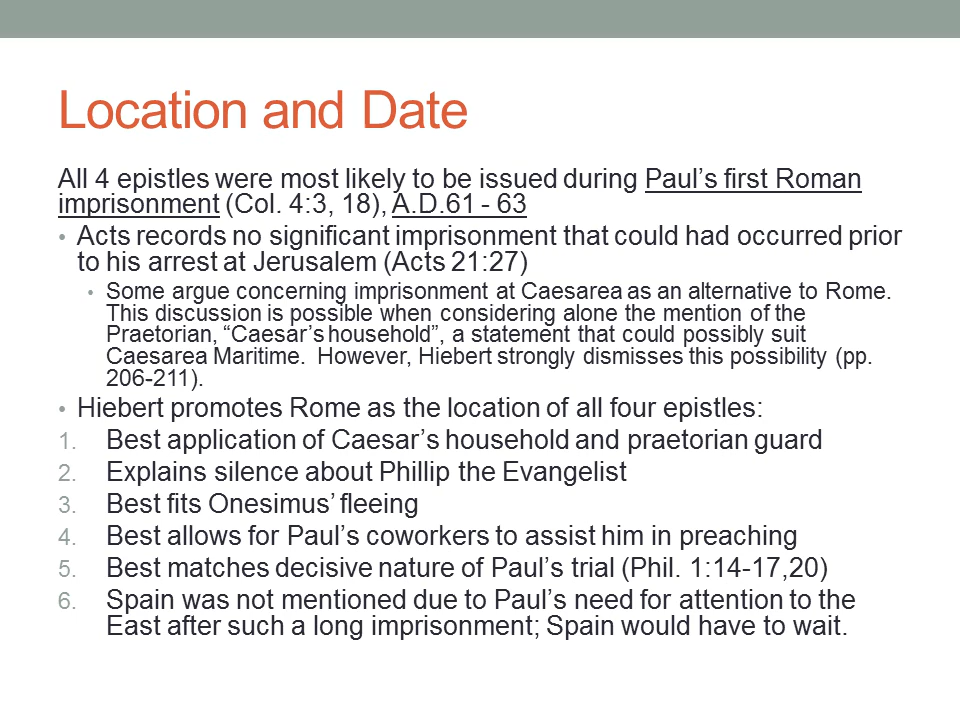 Location and Date
All 4 epistles were most likely to be issued during Paul’s first Roman
imprisonment (Col. 4:3, 18), A.D.61 - 63
• Acts records no significant imprisonment that could had occurred prior
to his arrest at Jerusalem (Acts 21:27)
• Some argue concerning imprisonment at Caesarea as an alternative to Rome.
This discussion is possible when considering alone the mention of the
Praetorian, “Caesar’s household”, a statement that could possibly suit
Caesarea Maritime.  However, Hiebert strongly dismisses this possibility (pp.
206-211).
• Hiebert promotes Rome as the location of all four epistles:
1. Best application of Caesar’s household and praetorian guard
2. Explains silence about Phillip the Evangelist
3. Best fits Onesimus’ fleeing
4. Best allows for Paul’s coworkers to assist him in preaching
5. Best matches decisive nature of Paul’s trial (Phil. 1:14-17,20)
6. Spain was not mentioned due to Paul’s need for attention to the
East after such a long imprisonment; Spain would have to wait.